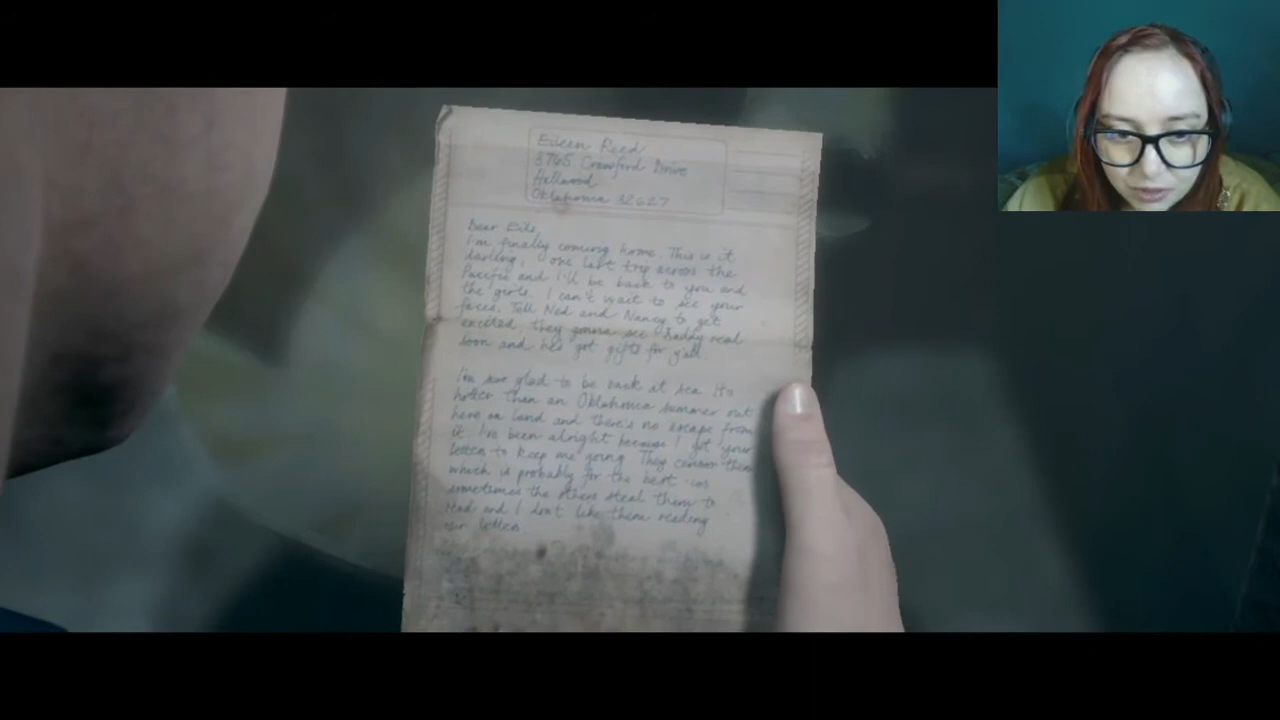 Eileen Reed
3765 Crawford Drive
Hallwood
Oklahoma 32627
Dear Eile,
I'm finally coming home. This is it
darling, one last trip across the
Pacific and I'll be back to you and
the girls. I can't wait to see your
faces. Tell Ned and Nancy to get
excited, they gonna see Daddy real
soon and he's got gifts for y'all
I'm sure glad to be back at sea its
hotter than an Oklahoma summer out
here on land and there's no escape from
it. I've been alright because I got your
letters to keep me going. They censor them
which is probably for the best 'cos
sometimes the others steal them to
read and I don't like them reading
our letters